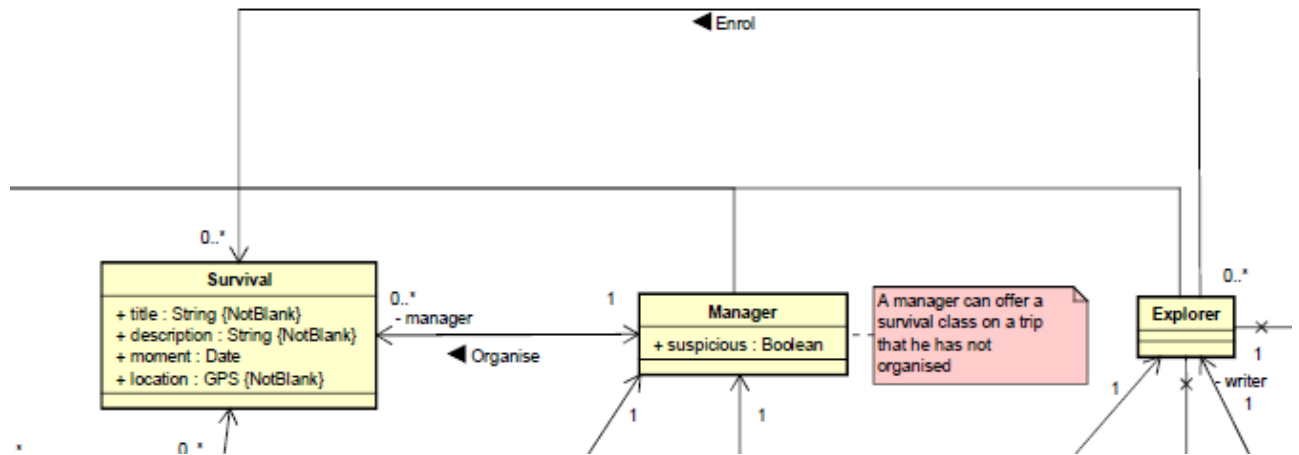 ◀ Enrol
0..*
Survival
+ title : String {NotBlank}
+ description : String {NotBlank}
+ moment : Date
+ location : GPS {NotBlank}
0..*
- manager
1
◀ Organise
Manager
+ suspicious : Boolean
A manager can offer a
survival class on a trip
that he has not
organised
0..*
Explorer
1
- writer
1
1
1
1
*
0..*